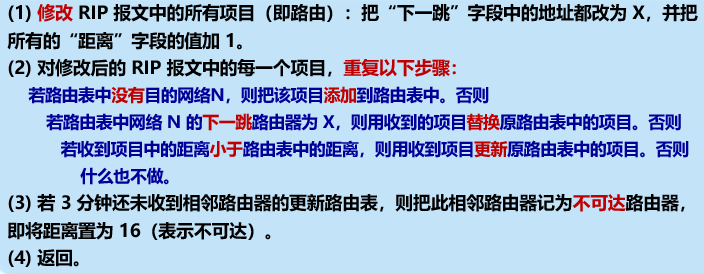 (1) 修改 RIP 报文中的所有项目（即路由）：把“下一跳”字段中的地址都改为 X，并把
所有的“距离”字段的值加 1。
(2) 对修改后的 RIP 报文中的每一个项目，重复以下步骤：
若路由表中没有目的网络N，则把该项目添加到路由表中。否则
若路由表中网络 N 的下一跳路由器为 X，则用收到的项目替换原路由表中的项目。否则
若收到项目中的距离小于路由表中的距离，则用收到项目更新原路由表中的项目。否则
什么也不做。
(3) 若 3 分钟还未收到相邻路由器的更新路由表，则把此相邻路由器记为不可达路由器，
即将距离置为 16（表示不可达）。
(4) 返回。